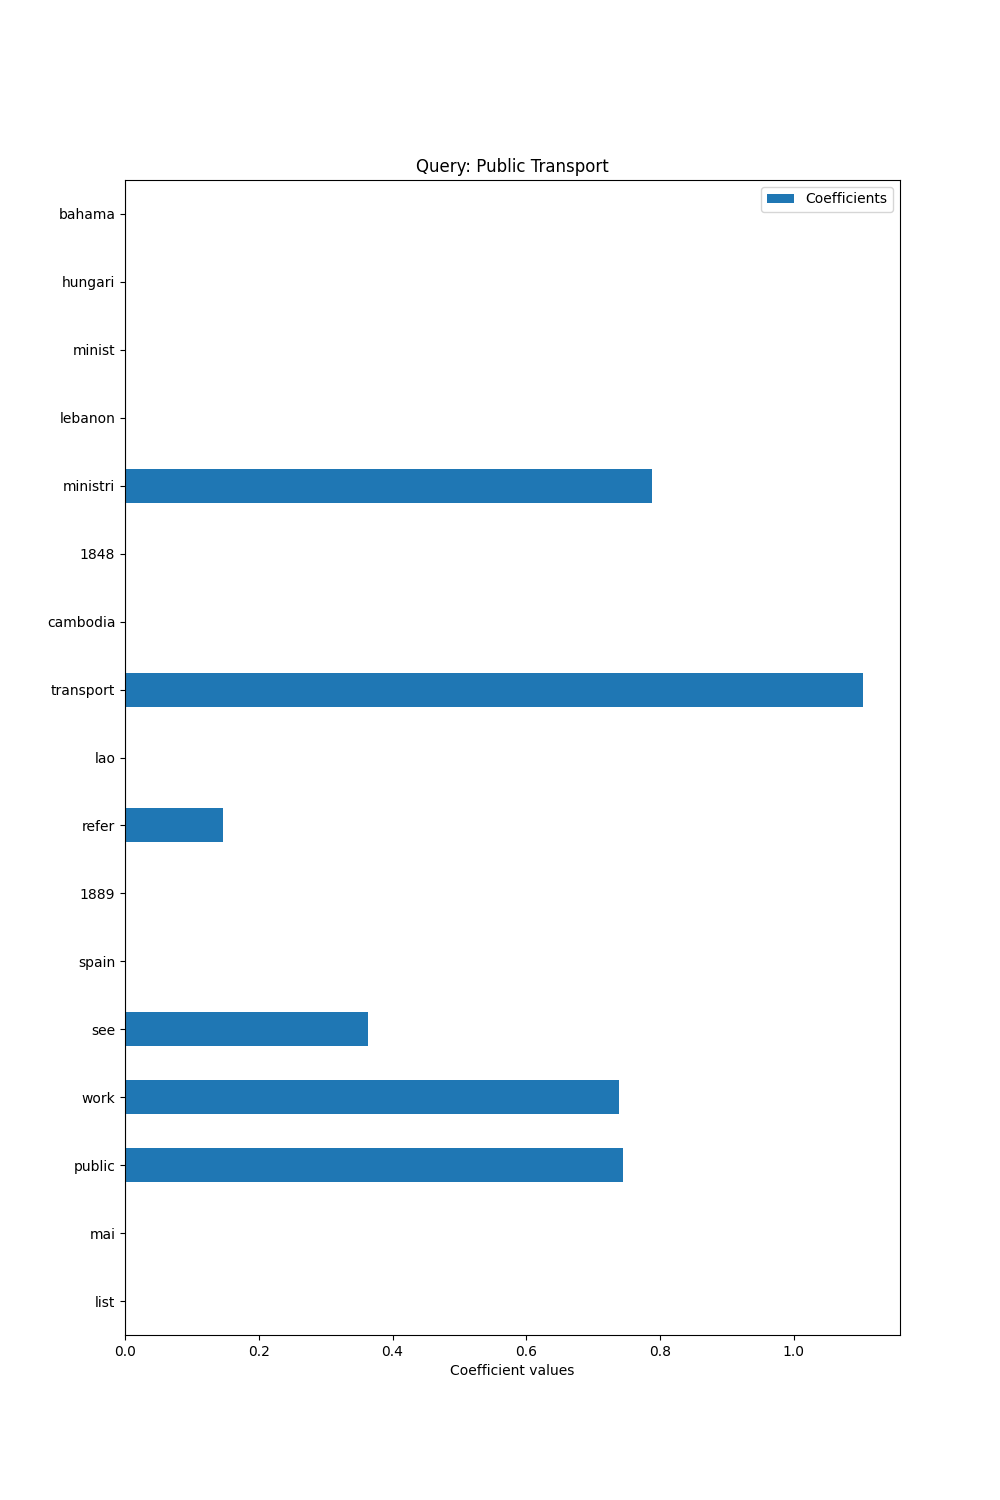 Query: Public Transport
Coefficients
bahama
hungari
minist
lebanon
ministri
1848
cambodia
transport
lao
refer
1889
spain
see
work
public
mai
list
0.0 0.2 0.4 0.6 0.8 1.0
Coefficient values